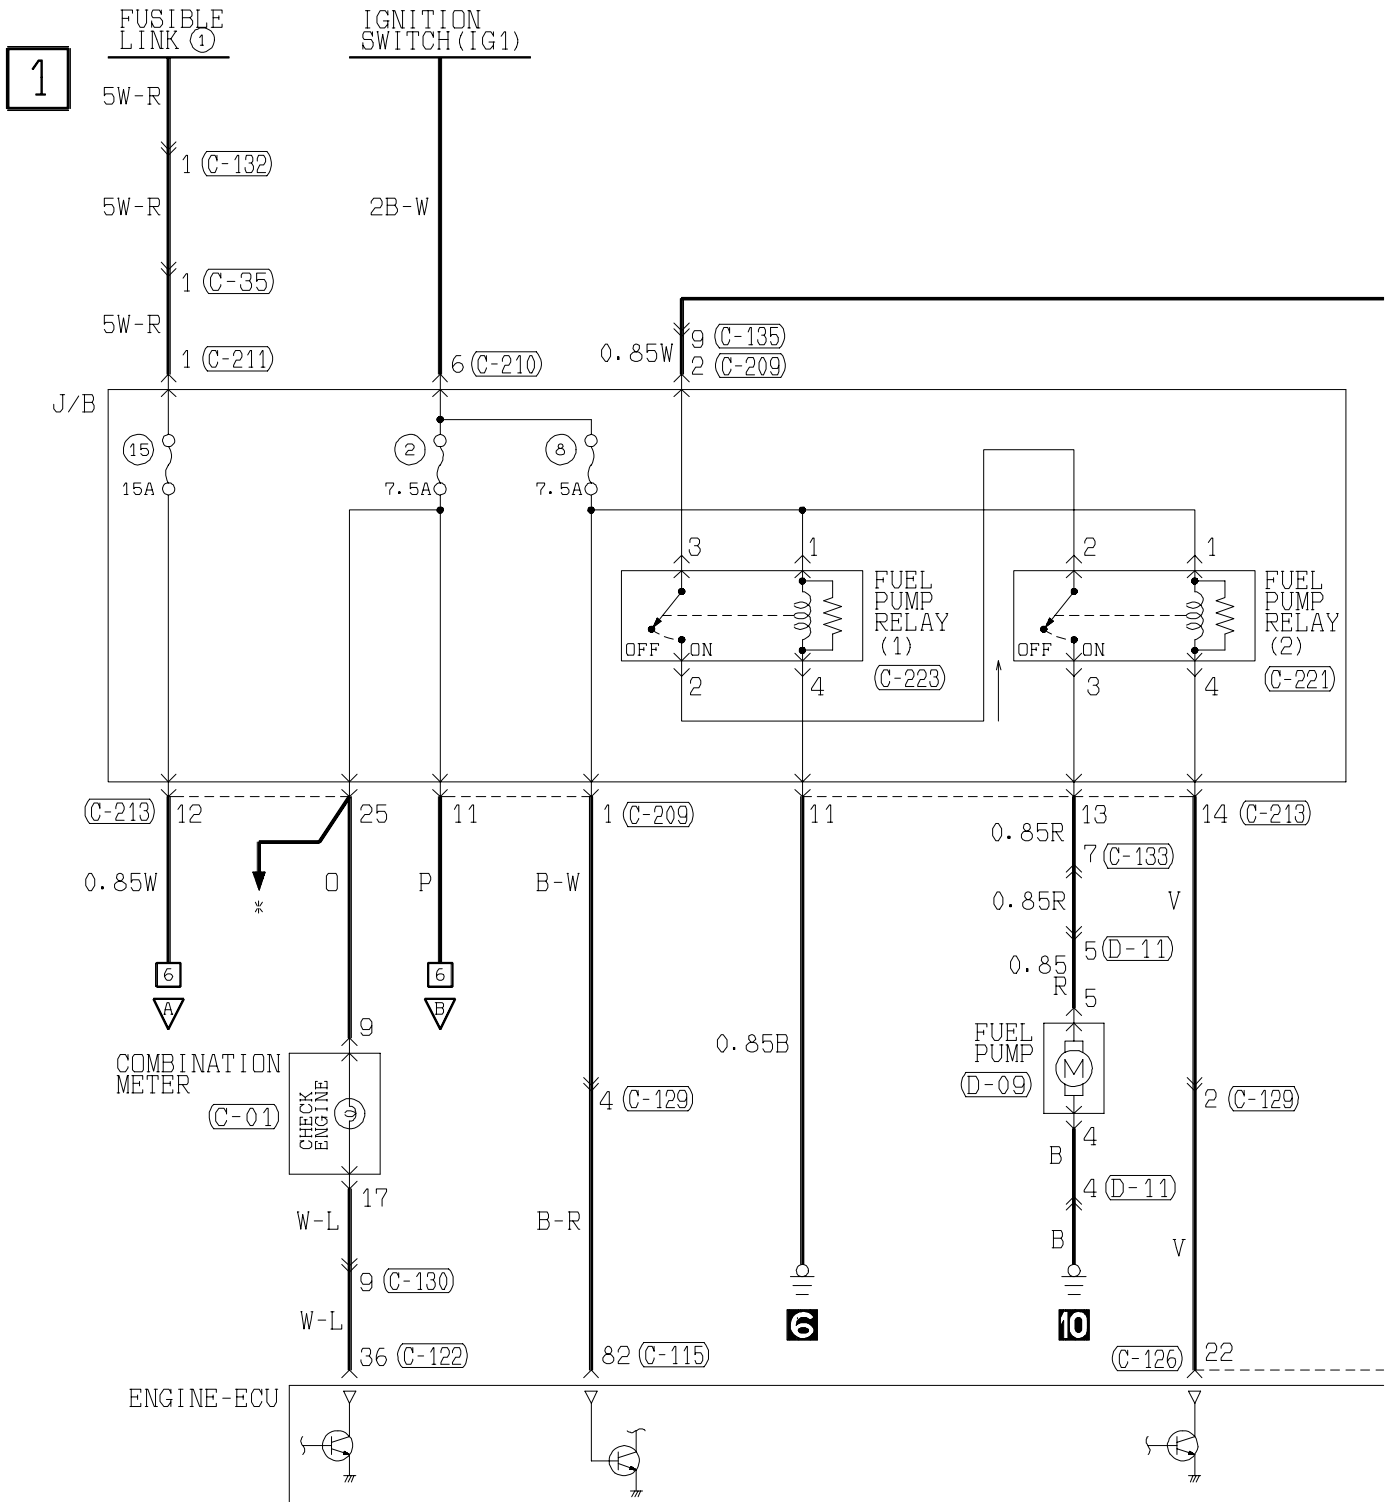 FUSIBLE
LINK 1
IGNITION
SWITCH(IG1)
1
5W-R
1 C-132
5W-R
2B-W
1 C-35
5W-R
1 C-211
6 C-210
0.85W
9 C-135
2 C-209
J/B
15
15A
2
7.5A
8
7.5A
3
1
2
1
FUEL
PUMP
RELAY
(1)
C-223
OFF ON
2
4
FUEL
PUMP
RELAY
(2)
C-221
OFF ON
3
4
C-213 12
25
11
1 C-209
11
13
14 C-213
0.85R
7 C-133
0.85W
*
O
P
B-W
0.85R
V
5 D-11
0.85
R
5
6
A
6
B
9
COMBINATION
METER
C-01
CHECK
ENGINE
0.85B
FUEL
PUMP
D-09
4 C-129
2 C-129
4
B
4 D-11
17
W-L
B-R
B
V
9 C-130
W-L
6
10
36 C-122
82 C-115
C-126 22
ENGINE-ECU
M